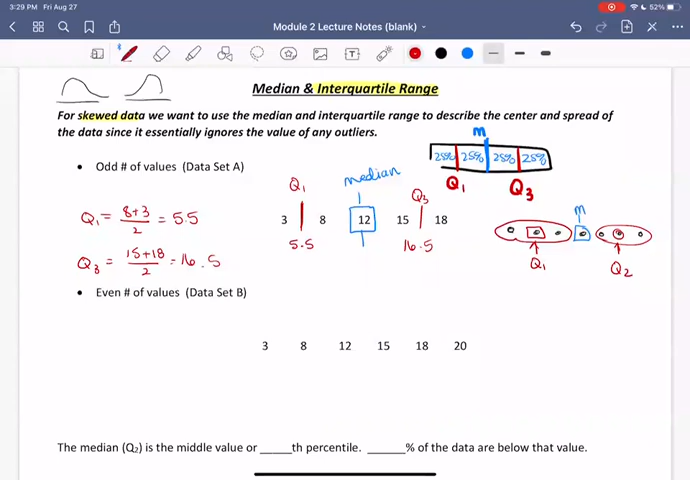 3:29 PM Fri Aug 27
52%
Module 2 Lecture Notes (blank)
Median & Interquartile Range
For skewed data we want to use the median and interquartile range to describe the center and spread of
the data since it essentially ignores the value of any outliers.
m
25% 25% 25% 25%
Q1 Q3
• Odd # of values (Data Set A)
Q1 median Q3
Q1 = 8+3/2 = 5.5
3 8 12 15 18
5.5 16.5
Q3 = 15+18/2 = 16.5
m
Q1 Q2
• Even # of values (Data Set B)
3 8 12 15 18 20
The median (Q2) is the middle value or _____th percentile. ______% of the data are below that value.